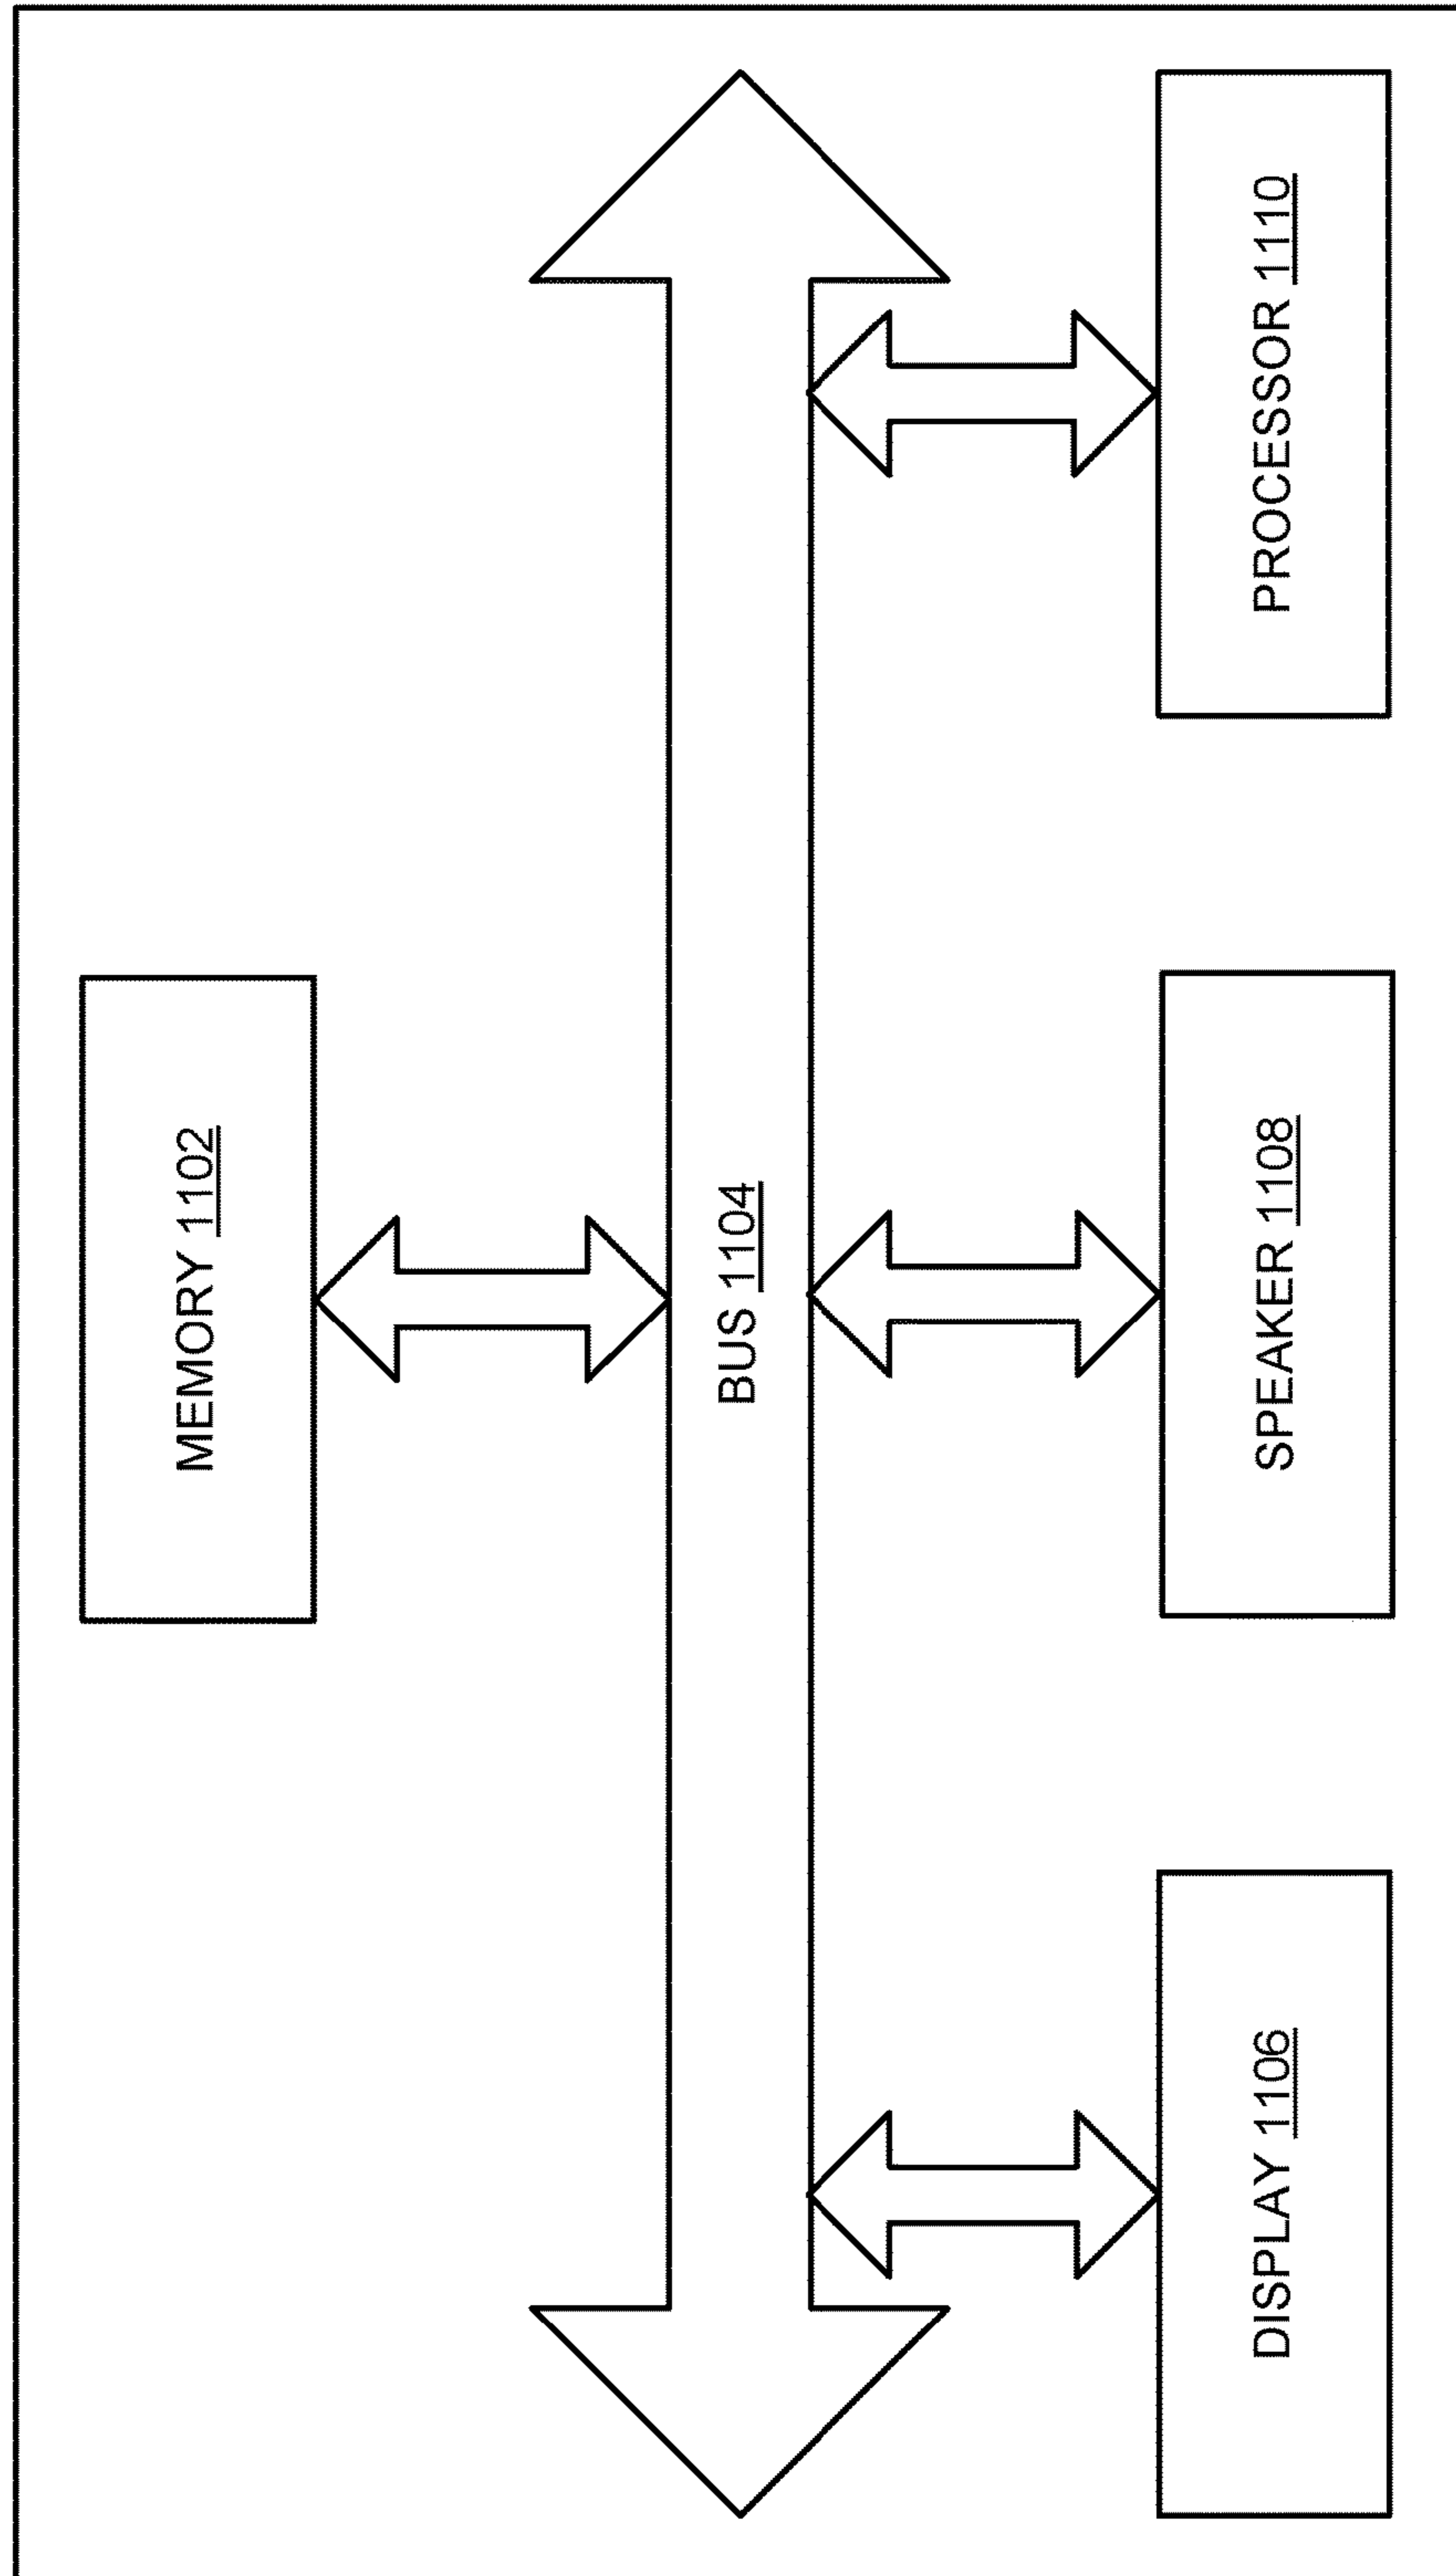 MEMORY 1102
BUS 1104
DISPLAY 1106
SPEAKER 1108
PROCESSOR 1110